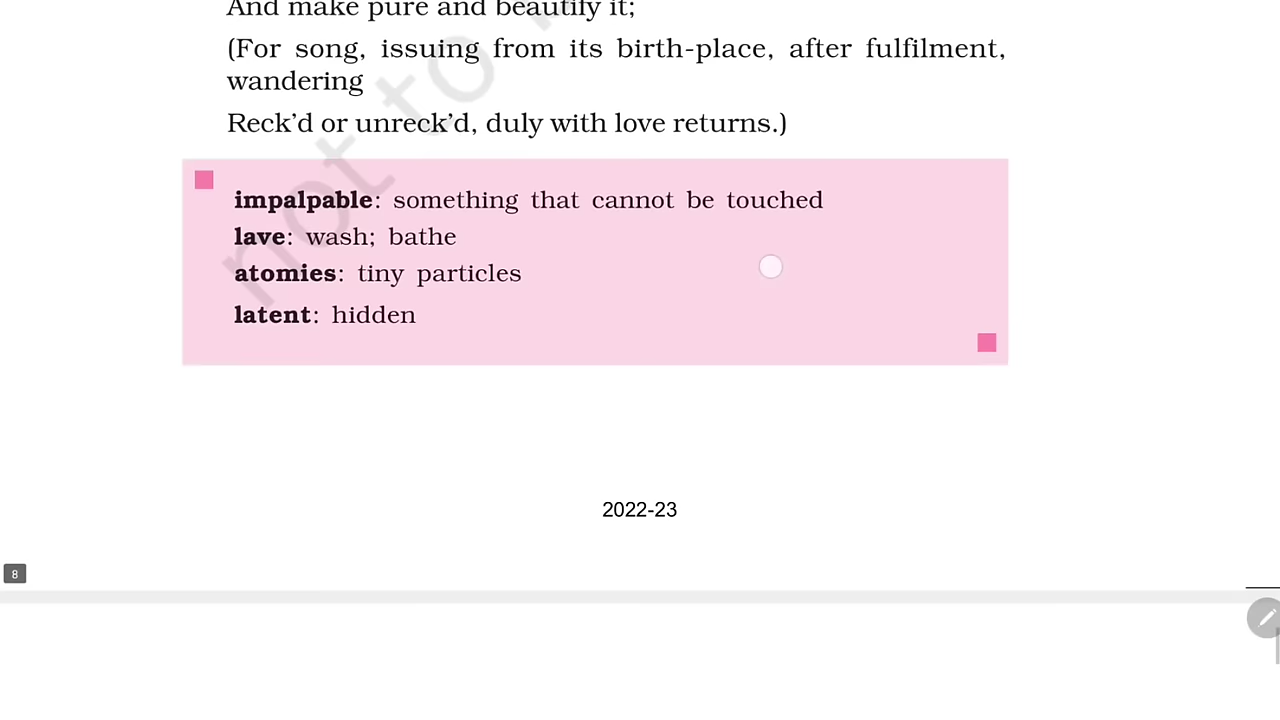 And make pure and beautify it;
(For song, issuing from its birth-place, after fulfilment,
wandering
Reck’d or unreck’d, duly with love returns.)
impalpable: something that cannot be touched
lave: wash; bathe
atomies: tiny particles
latent: hidden
not to
2022-23
8